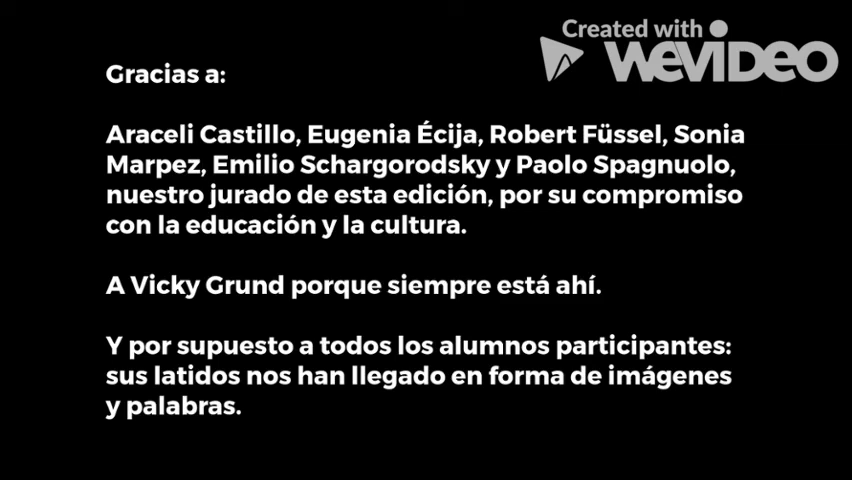 Created with
WEVIDEO
Gracias a:
Araceli Castillo, Eugenia Écija, Robert Füssel, Sonia
Marpez, Emilio Schargorodsky y Paolo Spagnuolo,
nuestro jurado de esta edición, por su compromiso
con la educación y la cultura.
A Vicky Grund porque siempre está ahí.
Y por supuesto a todos los alumnos participantes:
sus latidos nos han llegado en forma de imágenes
y palabras.